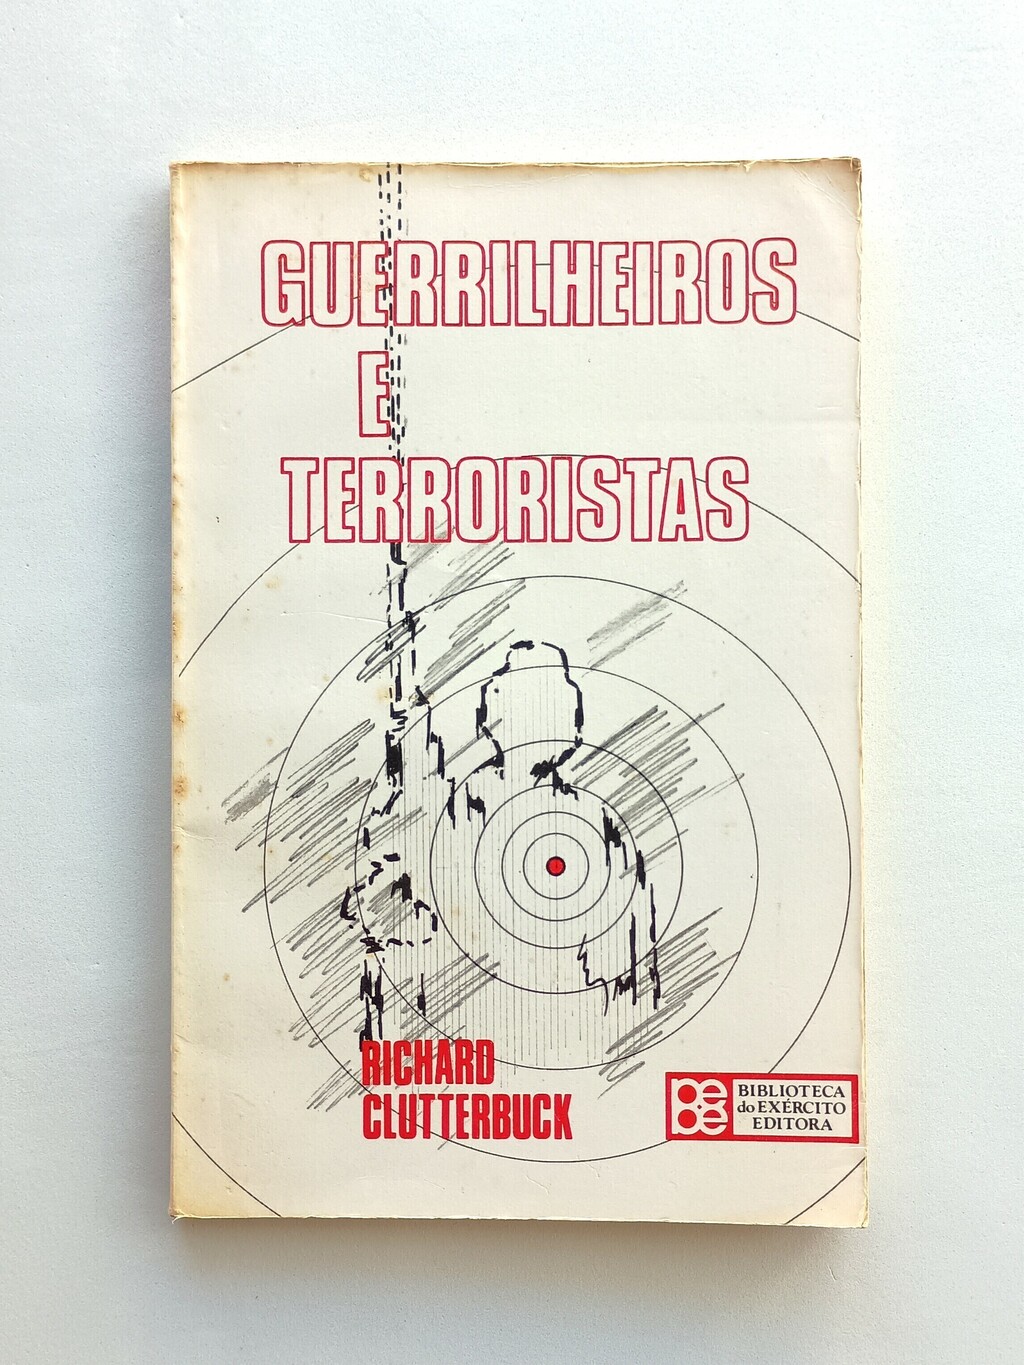 GUERRILHEIROS
E
TERRORISTAS
RICHARD
CLUTTERBUCK
BIBLIOTECA
do EXÉRCITO
EDITORA